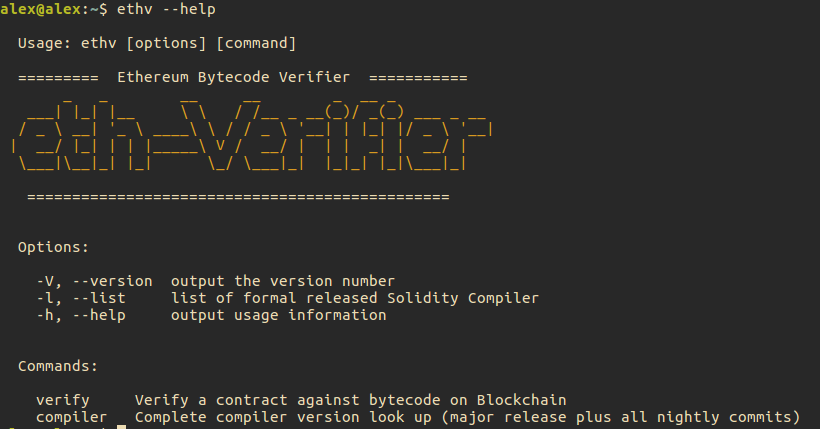 alex@alex:~$ ethv --help
Usage: ethv [options] [command]
========= Ethereum Bytecode Verifier ===========
eth-Verifier
===============================================
Options:
-V, --version output the version number
-l, --list list of formal released Solidity Compiler
-h, --help output usage information
Commands:
verify Verify a contract against bytecode on Blockchain
compiler Complete compiler version look up (major release plus all nightly commits)